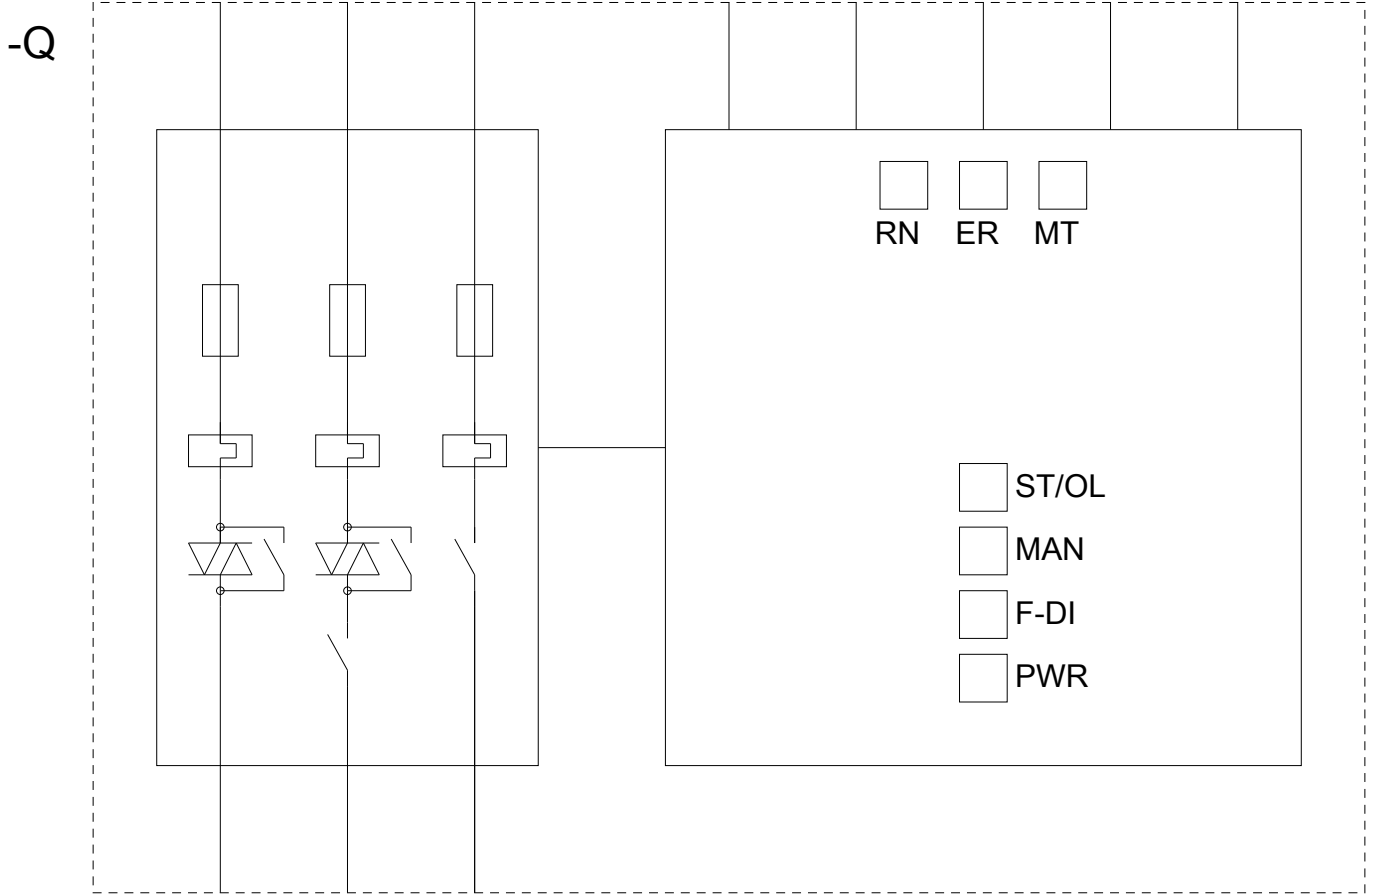 -Q
RN ER MT
ST/OL
MAN
F-DI
PWR